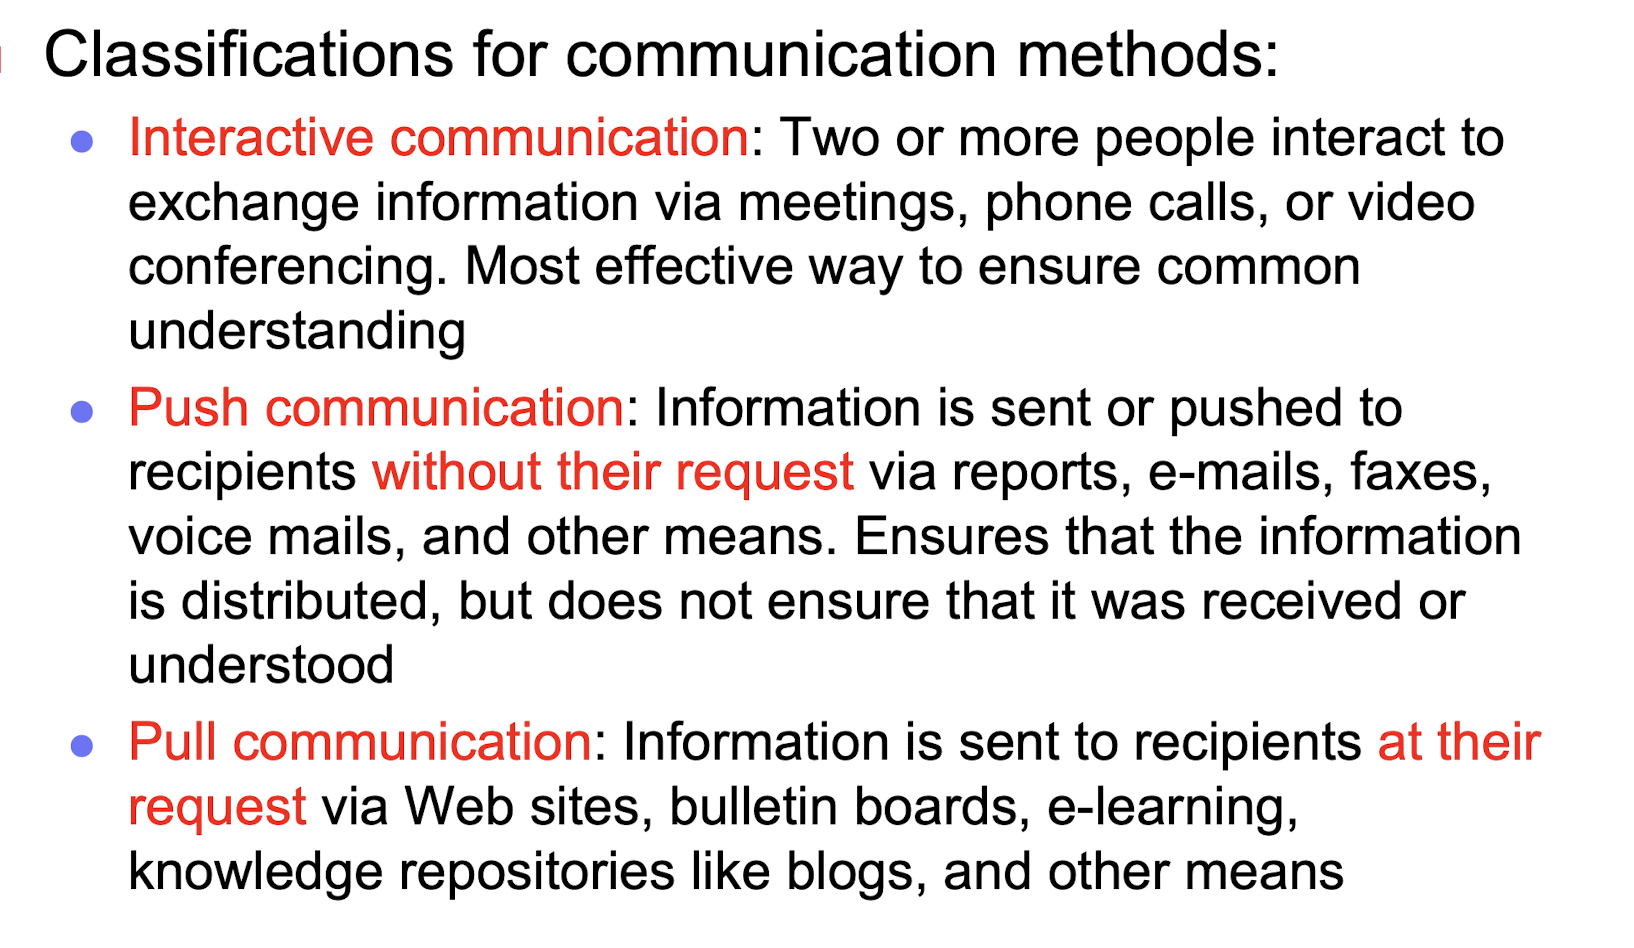 Classifications for communication methods:
Interactive communication: Two or more people interact to
exchange information via meetings, phone calls, or video
conferencing. Most effective way to ensure common
understanding
Push communication: Information is sent or pushed to
recipients without their request via reports, e-mails, faxes,
voice mails, and other means. Ensures that the information
is distributed, but does not ensure that it was received or
understood
Pull communication: Information is sent to recipients at their
request via Web sites, bulletin boards, e-learning,
knowledge repositories like blogs, and other means